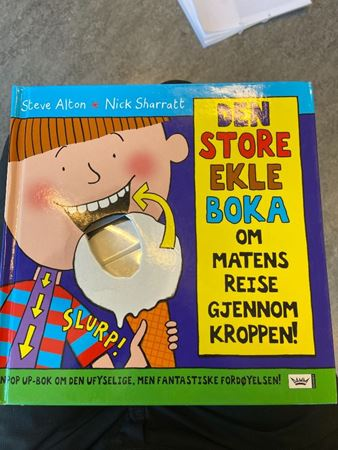 Steve Alton ★ Nick Sharratt
DEN
STORE
EKLE
BOKA
OM
MATENS
REISE
GJENNOM
KROPPEN!
SLURP!
N POP UP-BOK OM DEN UFYSELIGE, MEN FANTASTISKE FORDØYELSEN!